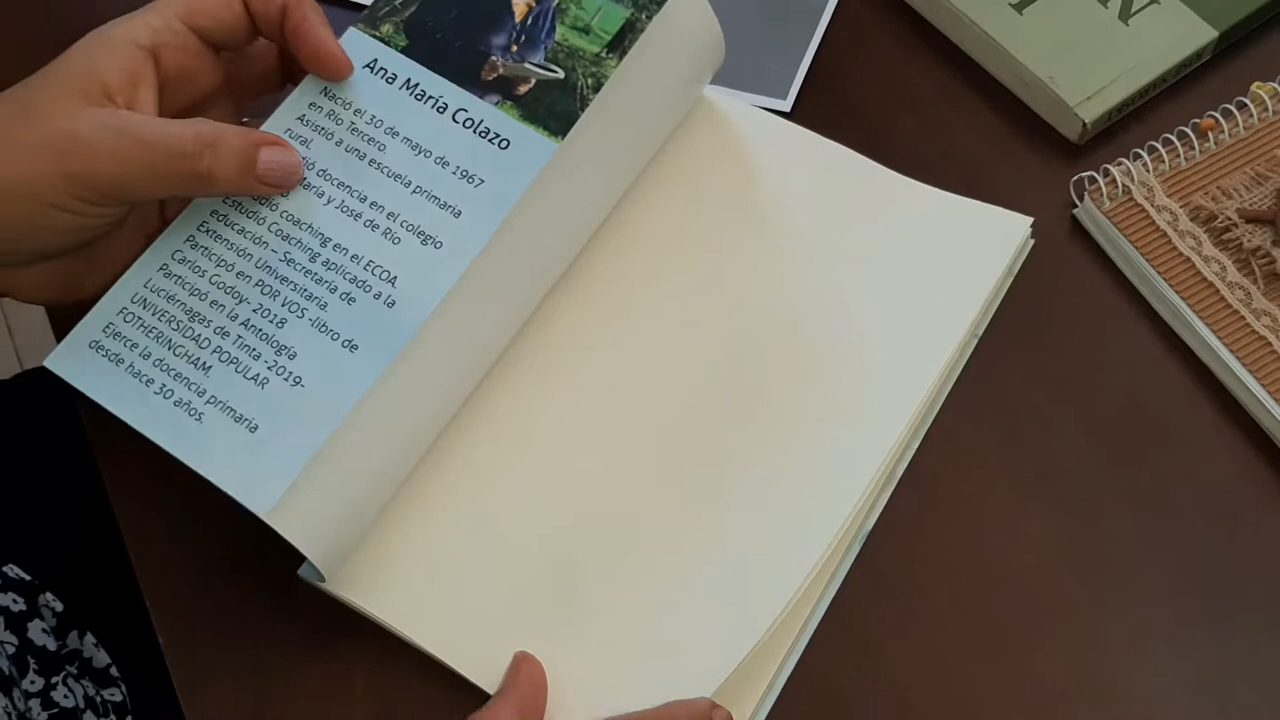 Ana María Colazo
Nació el 30 de mayo de 1967
en Río Tercero.
Asistió a una escuela primaria
rural.
docencia en el colegio
María y José de Río
coaching en el ECOA.
Estudió Coaching aplicado a la
educación – Secretaría de
Extensión Universitaria.
Participó en POR VOS -libro de
Carlos Godoy- 2018
Participó en la Antología
Luciérnagas de Tinta -2019-
UNIVERSIDAD POPULAR
FOTHERINGHAM.
Ejerce la docencia primaria
desde hace 30 años.
N